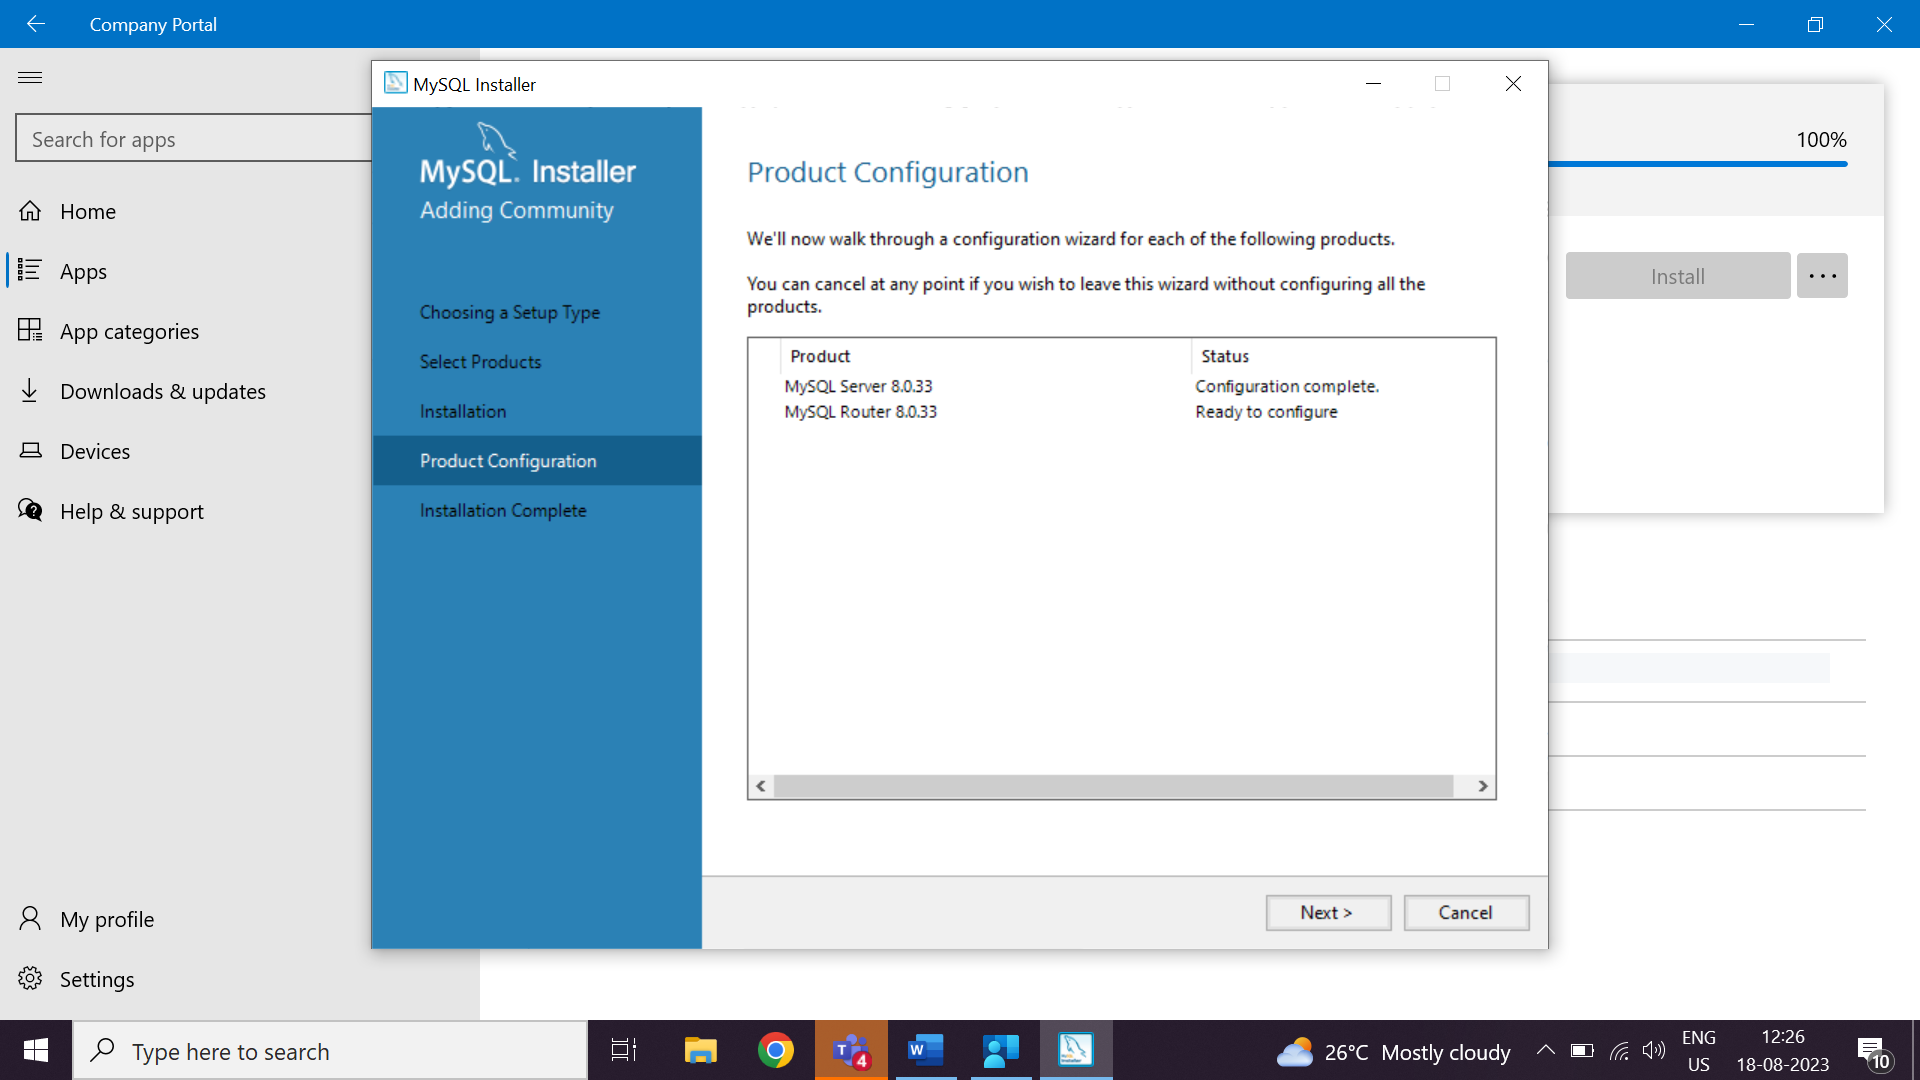 Company Portal
Search for apps
Home
Apps
App categories
Downloads & updates
Devices
Help & support
My profile
Settings
MySQL Installer
MySQL. Installer
Adding Community
Choosing a Setup Type
Select Products
Installation
Product Configuration
Installation Complete
Product Configuration
We'll now walk through a configuration wizard for each of the following products.
You can cancel at any point if you wish to leave this wizard without configuring all the
products.
Product Status
MySQL Server 8.0.33 Configuration complete.
MySQL Router 8.0.33 Ready to configure
Next >
Cancel
100%
Install
Type here to search
T 4
W
26°C Mostly cloudy
ENG
US
12:26
18-08-2023
10